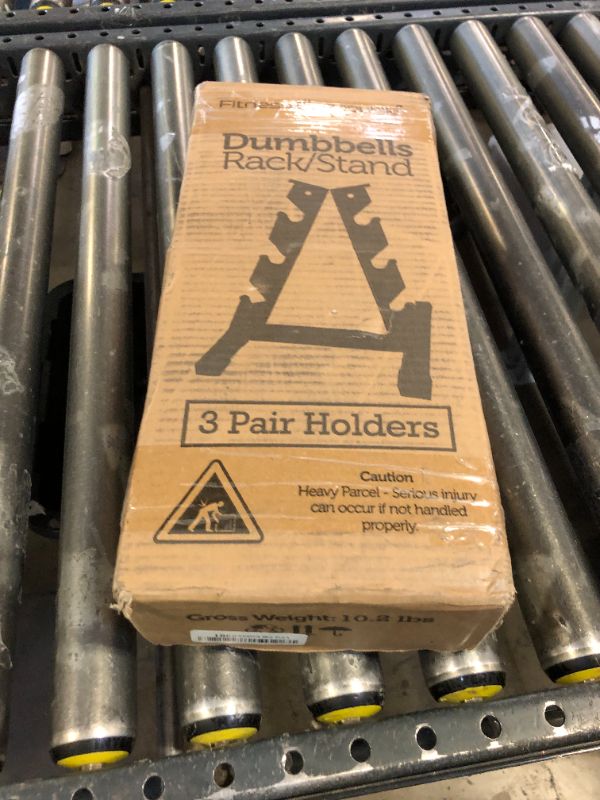 Fitness
Dumbbells
Rack/Stand
3 Pair Holders
Caution
Heavy Parcel - Serious injury
can occur if not handled
properly.
Gross Weight: 10.2 lbs